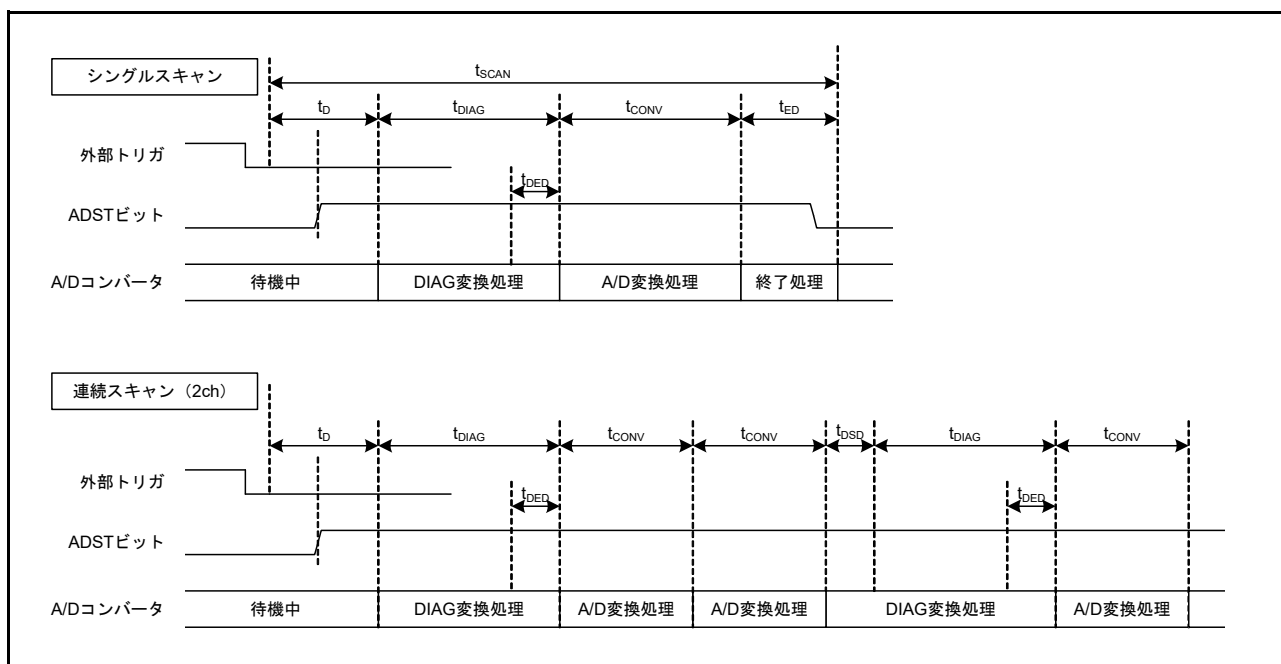 シングルスキャン
tSCAN
tD tDIAG tCONV tED
外部トリガ
tDED
ADSTビット
A/Dコンバータ 待機中 DIAG変換処理 A/D変換処理 終了処理
連続スキャン（2ch）
tD tDIAG tCONV tCONV tDSD tDIAG tCONV
外部トリガ
tDED tDED
ADSTビット
A/Dコンバータ 待機中 DIAG変換処理 A/D変換処理 A/D変換処理 DIAG変換処理 A/D変換処理